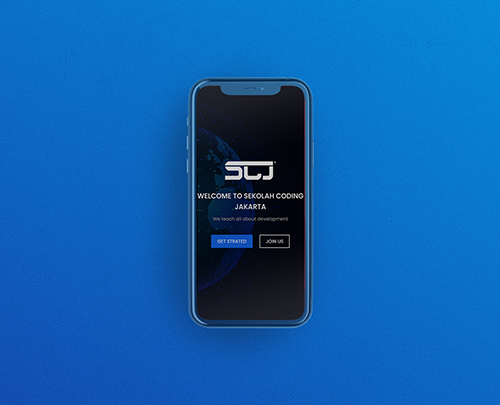 SCJ
WELCOME TO SEKOLAH CODING
JAKARTA
We teach all about development
GET STRATED
JOIN US